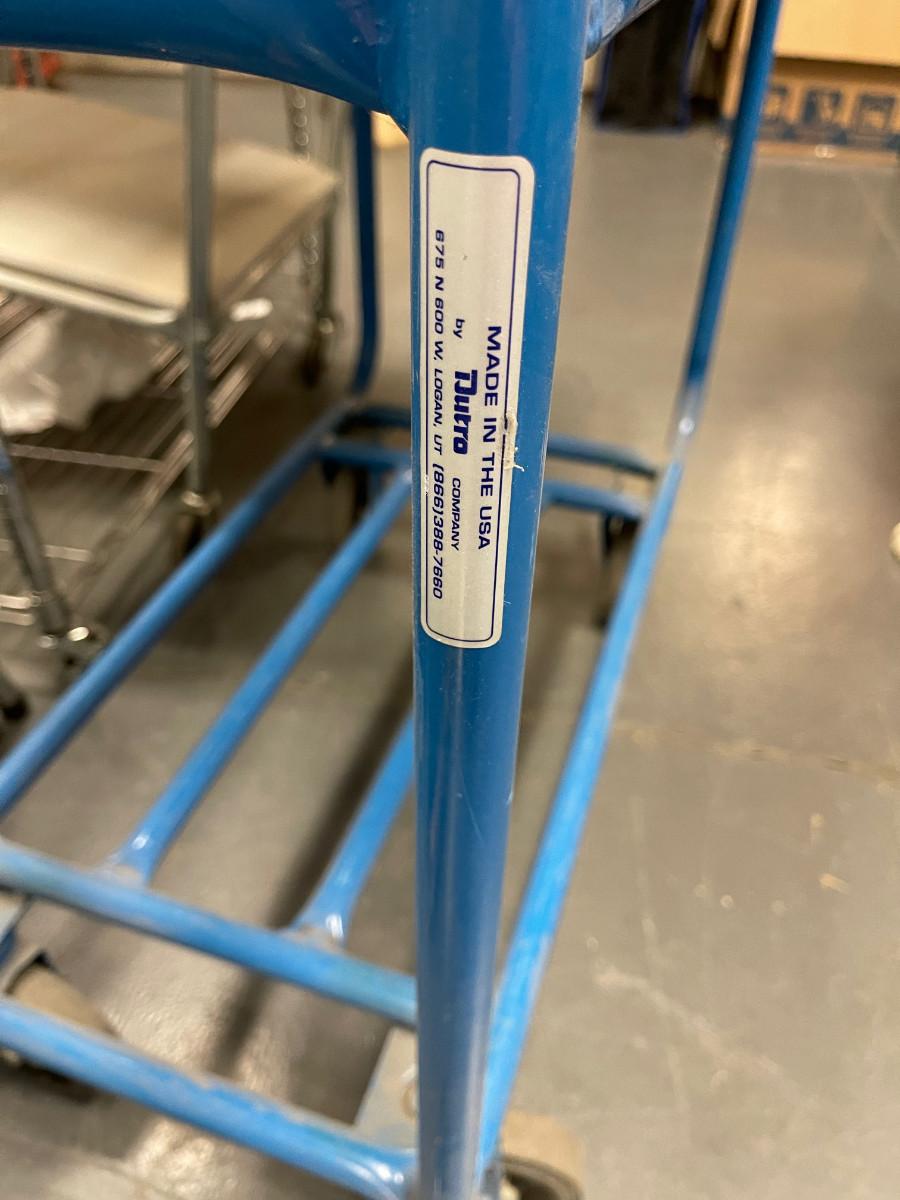 MADE IN THE USA
by Dutro COMPANY
675 N 600 W, LOGAN, UT (866)388-7660